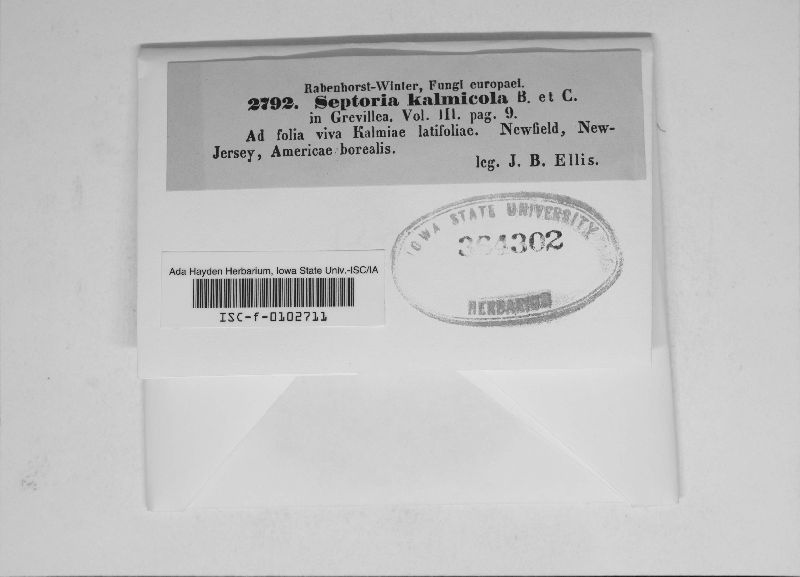 Rabenhorst-Winter, Fungi europaei.
2792. Septoria kalmicola B. et C.
in Grevillea. Vol. III. pag. 9.
Ad folia viva Kalmiae latifoliae. Newfield, New-
Jersey, Americae borealis.
leg. J. B. Ellis.
IOWA STATE UNIVERSITY
364302
HERBARIUM
Ada Hayden Herbarium, Iowa State Univ.-ISC/IA
ISC-f-0102711